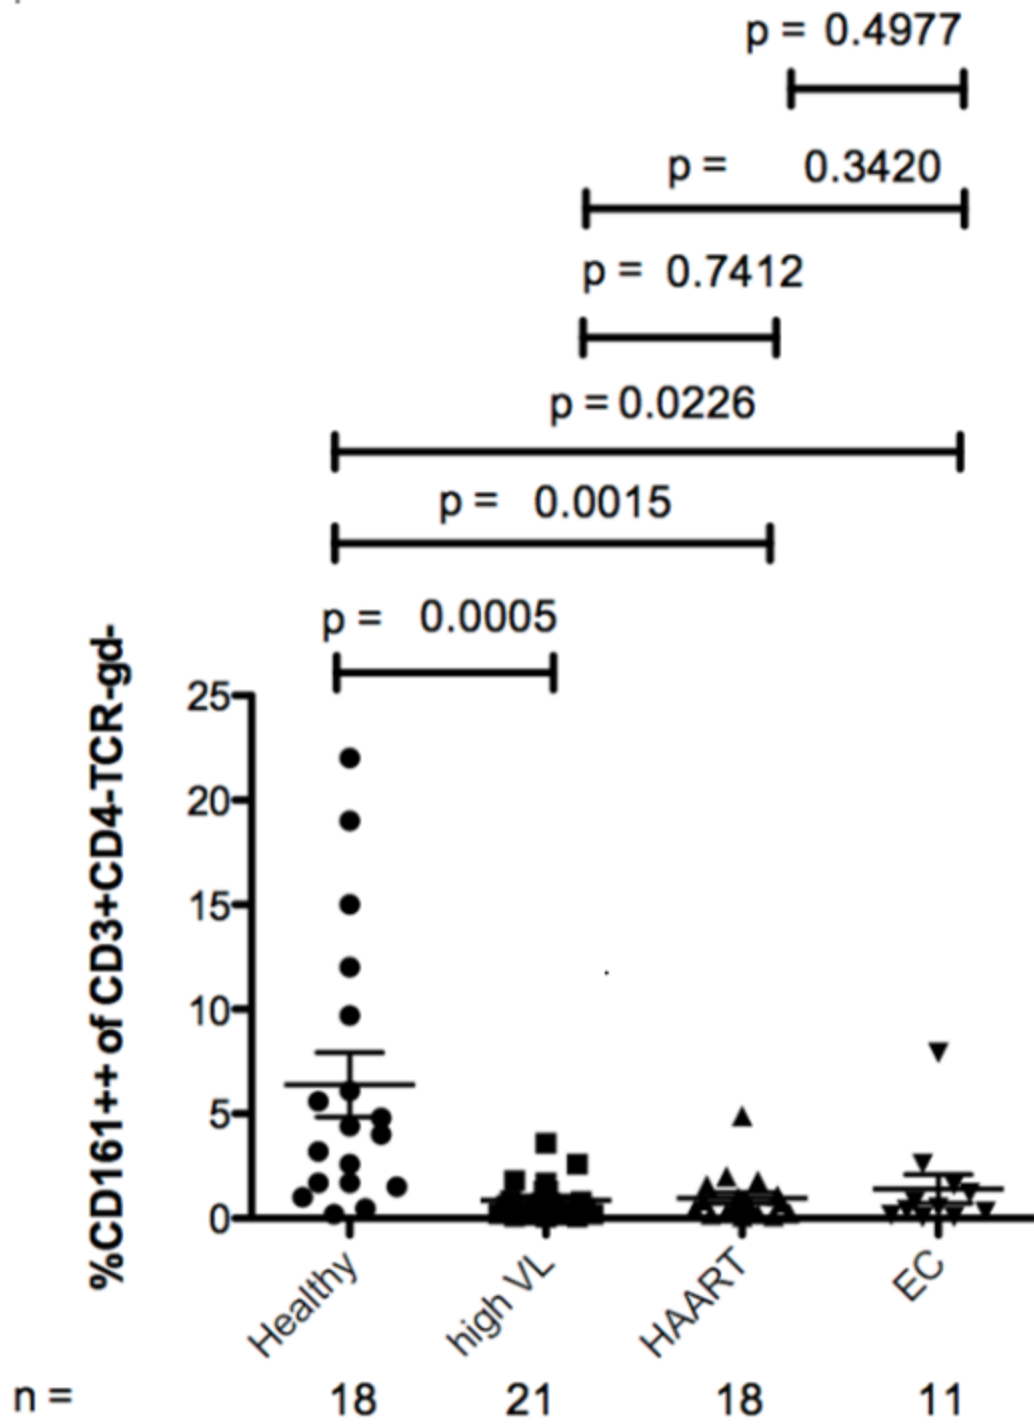 p = 0.4977
p = 0.3420
p = 0.7412
p = 0.0226
p = 0.0015
p = 0.0005
%CD161++ of CD3+CD4-TCR-gd-
25
20
15
10
5
0
Healthy
high VL
HAART
EC
n = 18 21 18 11